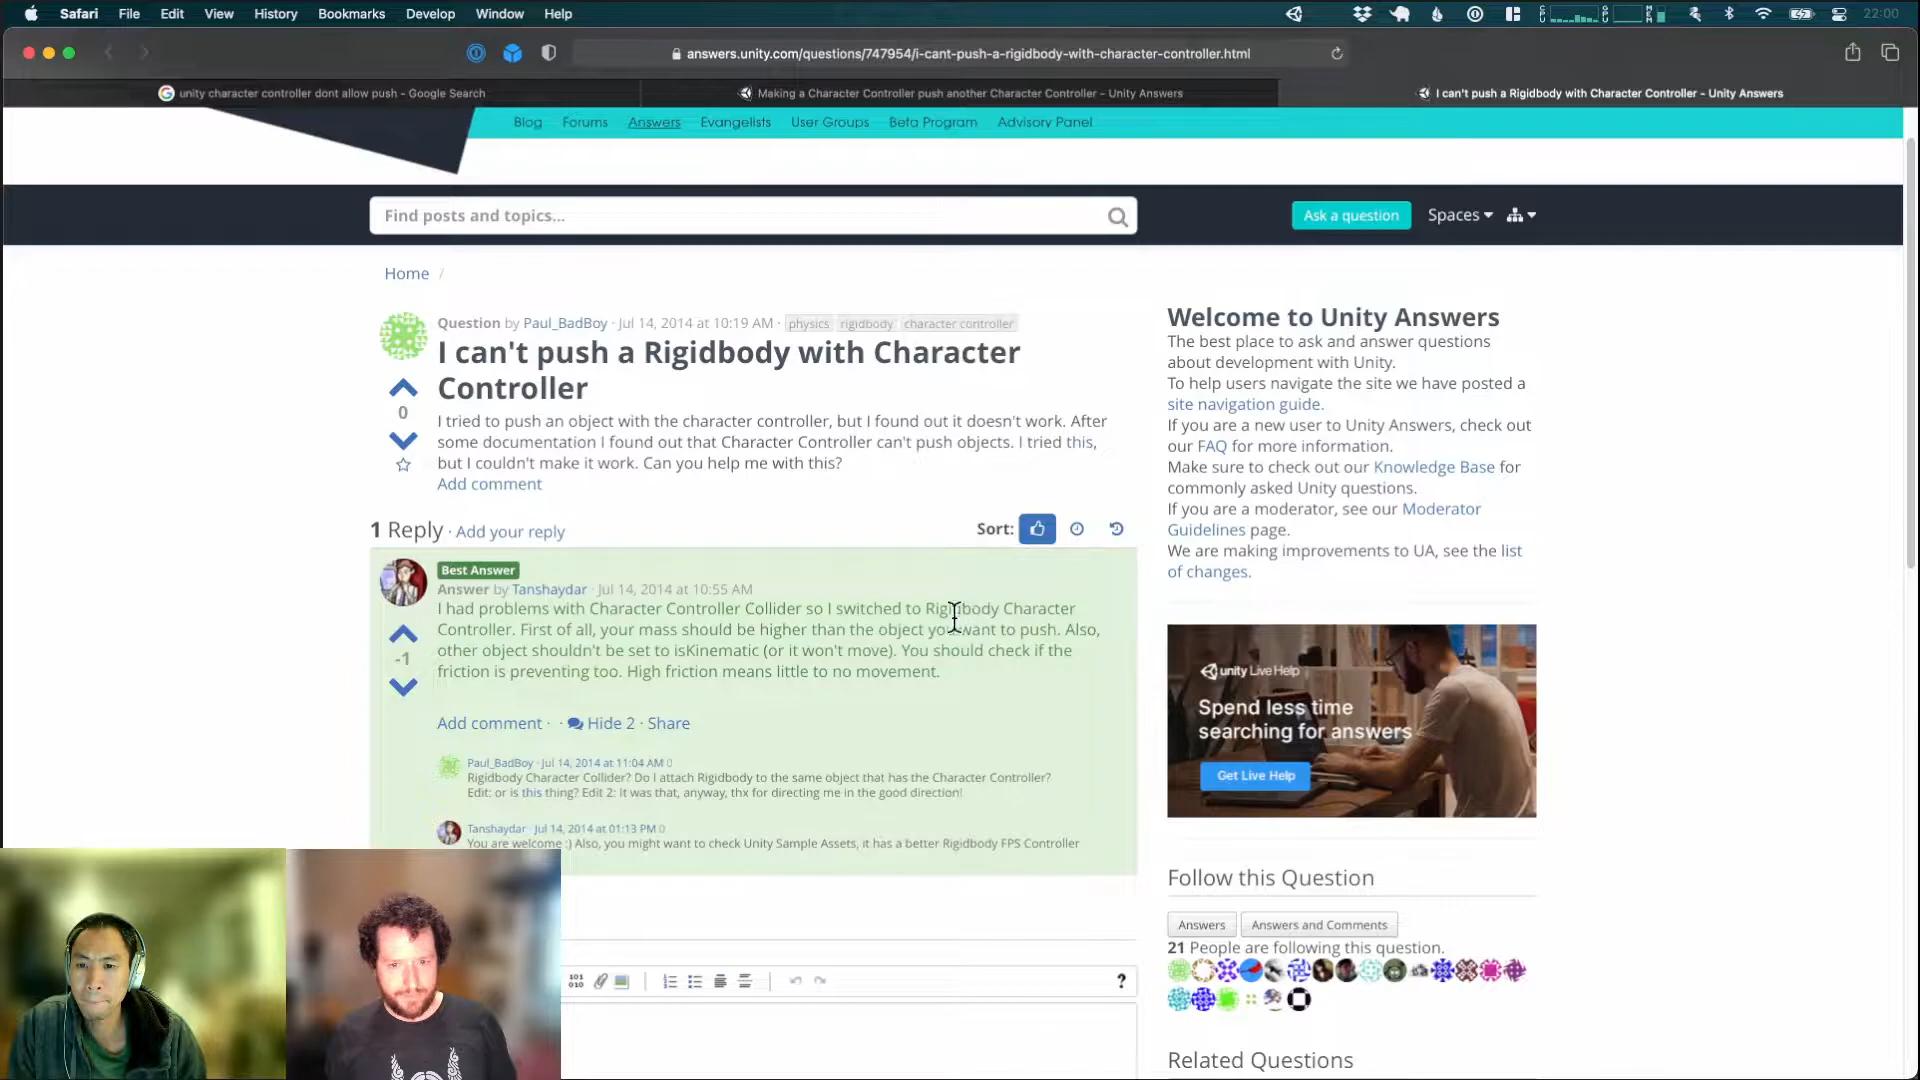 Safari File Edit View History Bookmarks Develop Window Help 22:00
answers.unity.com/questions/747954/i-cant-push-a-rigidbody-with-character-controller.html
unity character controller dont allow push - Google Search
Making a Character Controller push another Character Controller - Unity Answers
I can't push a Rigidbody with Character Controller - Unity Answers
Blog Forums Answers Evangelists User Groups Beta Program Advisory Panel
Find posts and topics...
Ask a question Spaces
Home /
Question by Paul_BadBoy · Jul 14, 2014 at 10:19 AM · physics rigidbody character controller
I can't push a Rigidbody with Character
Controller
0
I tried to push an object with the character controller, but I found out it doesn't work. After
some documentation I found out that Character Controller can't push objects. I tried this,
but I couldn't make it work. Can you help me with this?
Add comment
1 Reply · Add your reply
Sort:
Best Answer
Answer by Tanshaydar · Jul 14, 2014 at 10:55 AM
I had problems with Character Controller Collider so I switched to Rigidbody Character
Controller. First of all, your mass should be higher than the object you want to push. Also,
other object shouldn't be set to isKinematic (or it won't move). You should check if the
friction is preventing too. High friction means little to no movement.
-1
Add comment · · Hide 2 · Share
Paul_BadBoy · Jul 14, 2014 at 11:04 AM 0
Rigidbody Character Collider? Do I attach Rigidbody to the same object that has the Character Controller?
Edit: or is this thing? Edit 2: It was that, anyway, thx for directing me in the good direction!
Tanshaydar · Jul 14, 2014 at 01:13 PM 0
You are welcome :) Also, you might want to check Unity Sample Assets, it has a better Rigidbody FPS Controller
101
010
?
Welcome to Unity Answers
The best place to ask and answer questions
about development with Unity.
To help users navigate the site we have posted a
site navigation guide.
If you are a new user to Unity Answers, check out
our FAQ for more information.
Make sure to check out our Knowledge Base for
commonly asked Unity questions.
If you are a moderator, see our Moderator
Guidelines page.
We are making improvements to UA, see the list
of changes.
unity Live Help
Spend less time
searching for answers
Get Live Help
Follow this Question
Answers Answers and Comments
21 People are following this question.
Related Questions